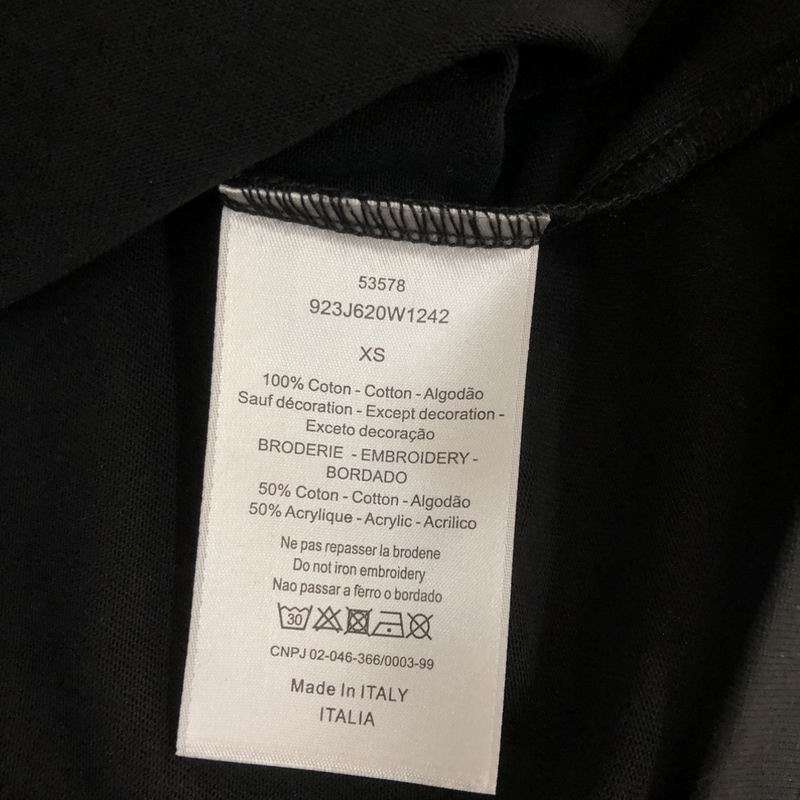 53578
923J620W1242
XS
100% Coton - Cotton - Algodão
Sauf décoration - Except decoration -
Exceto decoração
BRODERIE - EMBROIDERY -
BORDADO
50% Coton - Cotton - Algodão
50% Acrylique - Acrylic - Acrilico
Ne pas repasser la brodene
Do not iron embroidery
Nao passar a ferro o bordado
30
CNPJ 02-046-366/0003-99
Made In ITALY
ITALIA